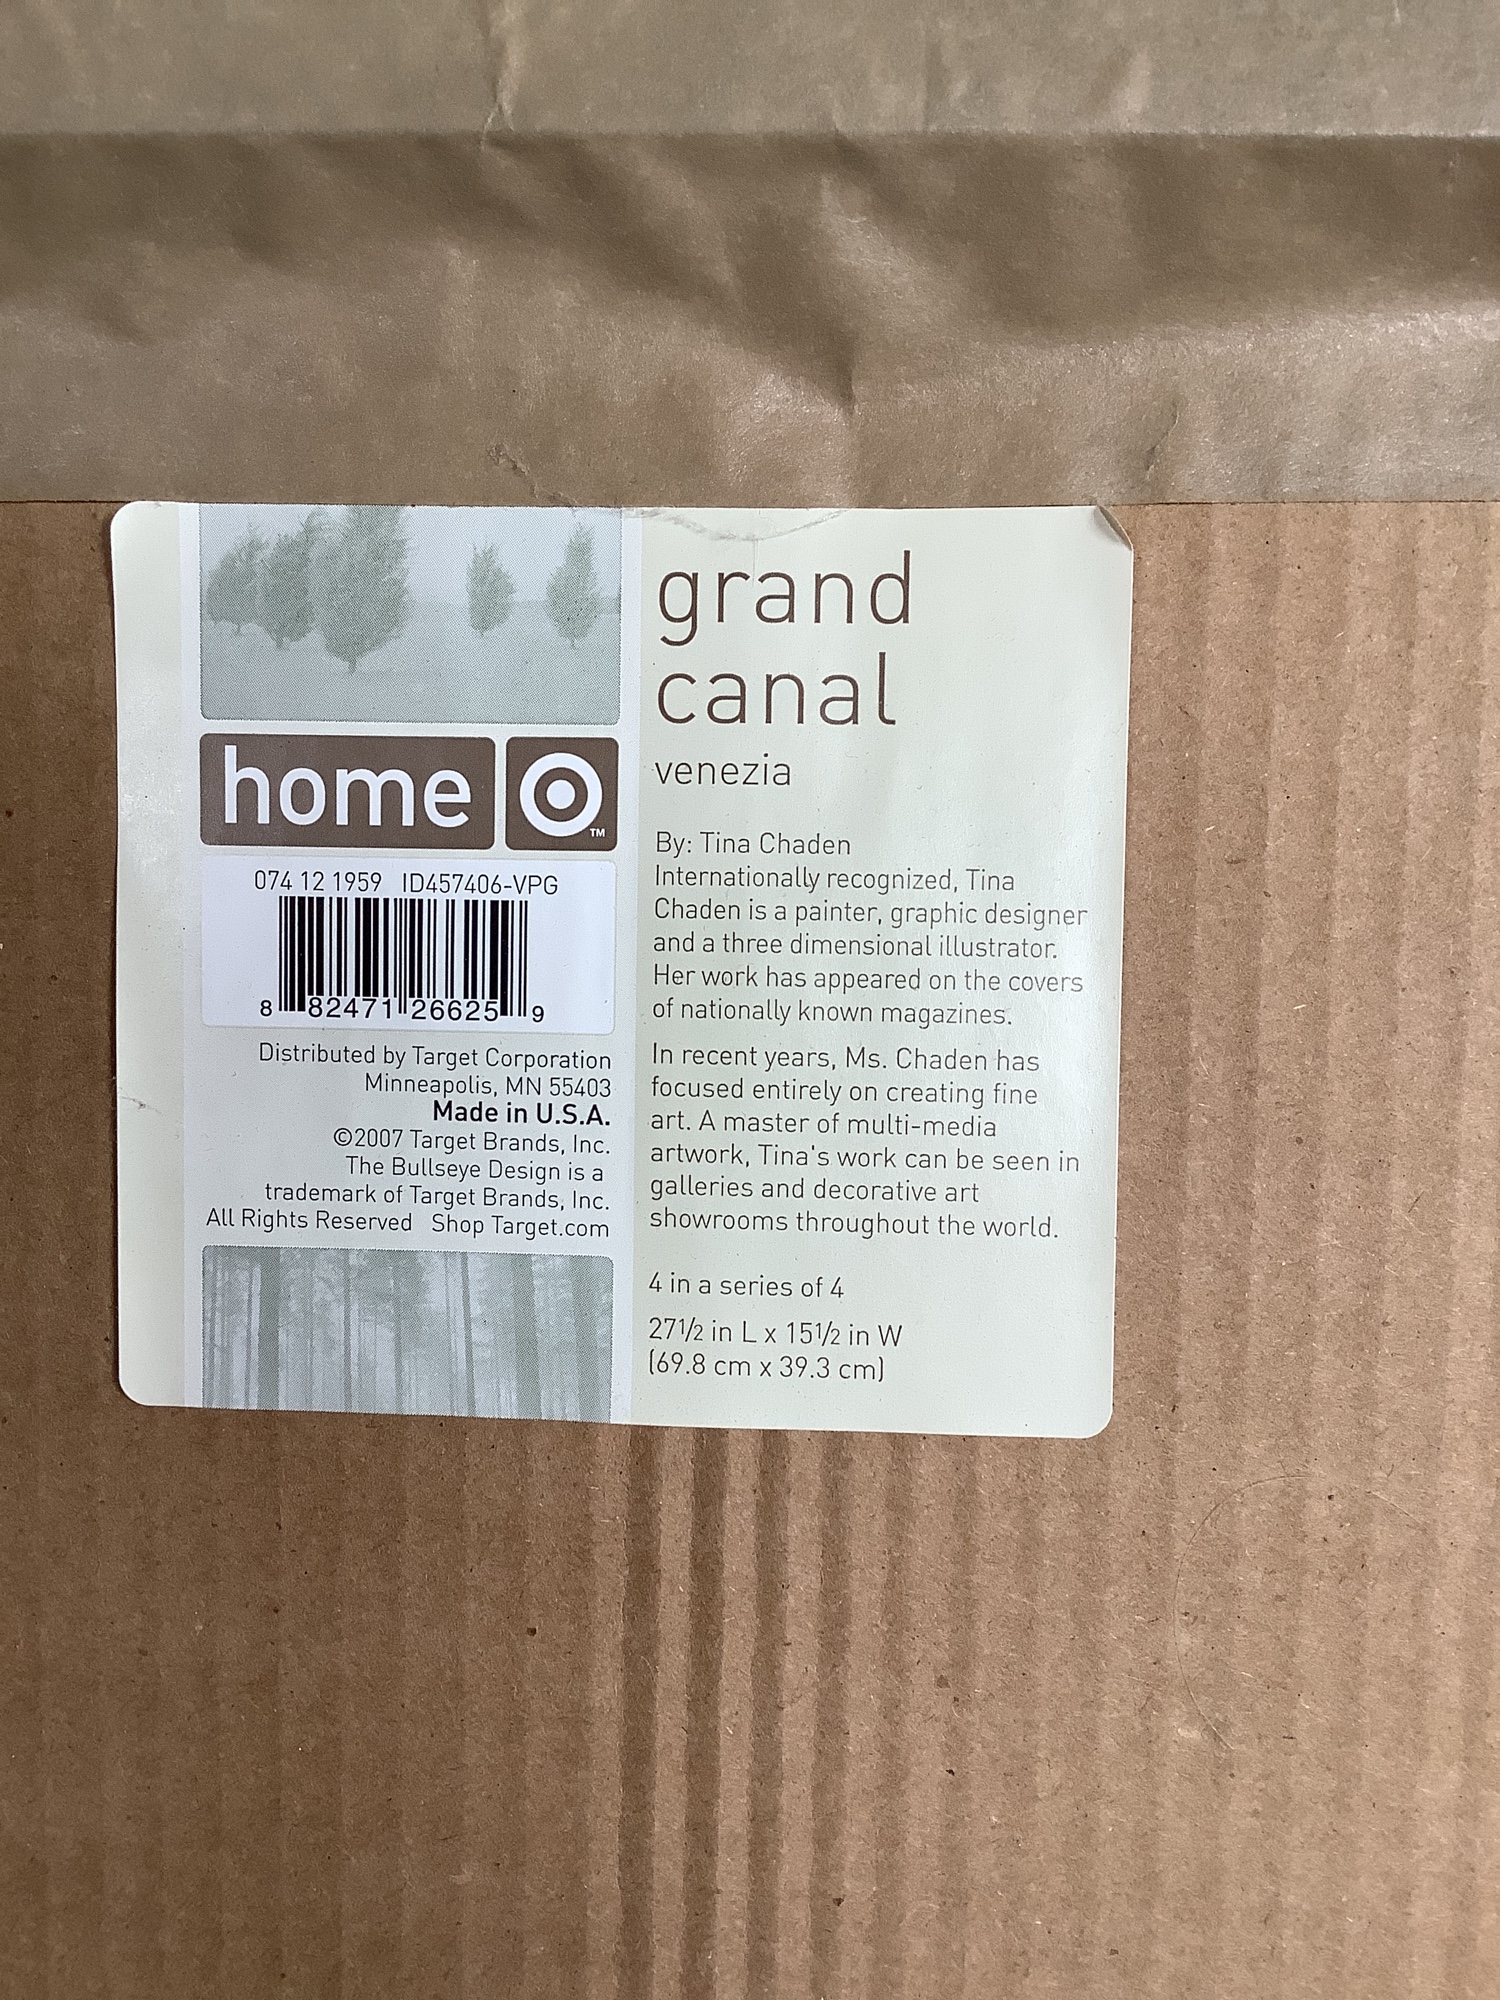 home
TM
074 12 1959 ID457406-VPG
8 82471 26625 9
Distributed by Target Corporation
Minneapolis, MN 55403
Made in U.S.A.
©2007 Target Brands, Inc.
The Bullseye Design is a
trademark of Target Brands, Inc.
All Rights Reserved Shop Target.com
grand
canal
venezia
By: Tina Chaden
Internationally recognized, Tina
Chaden is a painter, graphic designer
and a three dimensional illustrator.
Her work has appeared on the covers
of nationally known magazines.
In recent years, Ms. Chaden has
focused entirely on creating fine
art. A master of multi-media
artwork, Tina's work can be seen in
galleries and decorative art
showrooms throughout the world.
4 in a series of 4
27 1/2 in L x 15 1/2 in W
(69.8 cm x 39.3 cm)